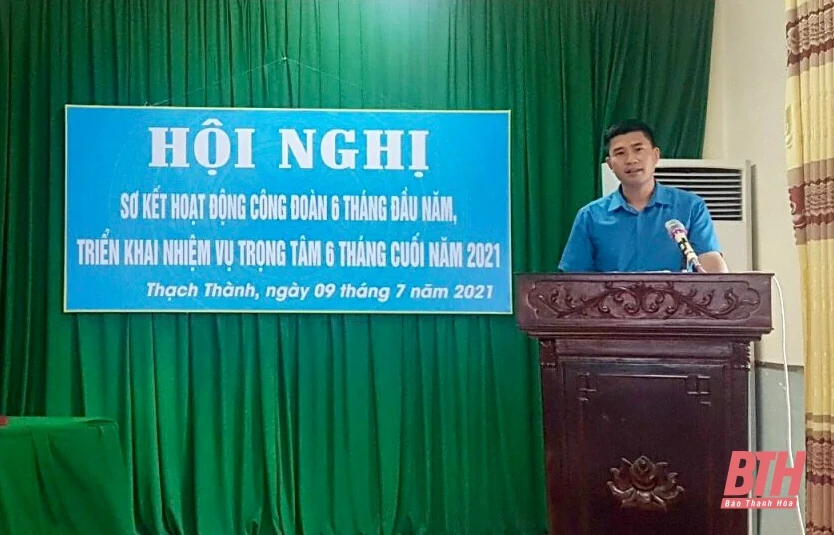 HỘI NGHỊ
SƠ KẾT HOẠT ĐỘNG CÔNG ĐOÀN 6 THÁNG ĐẦU NĂM,
TRIỂN KHAI NHIỆM VỤ TRỌNG TÂM 6 THÁNG CUỐI NĂM 2021
Thạch Thành, ngày 09 tháng 7 năm 2021
BTH
Báo Thanh Hóa